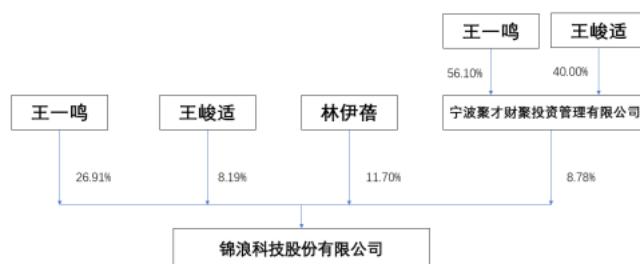 王一鸣 王峻适
56.10% 40.00%
王一鸣 王峻适 林伊蓓 宁波聚才财聚投资管理有限公司
26.91% 8.19% 11.70% 8.78%
锦浪科技股份有限公司